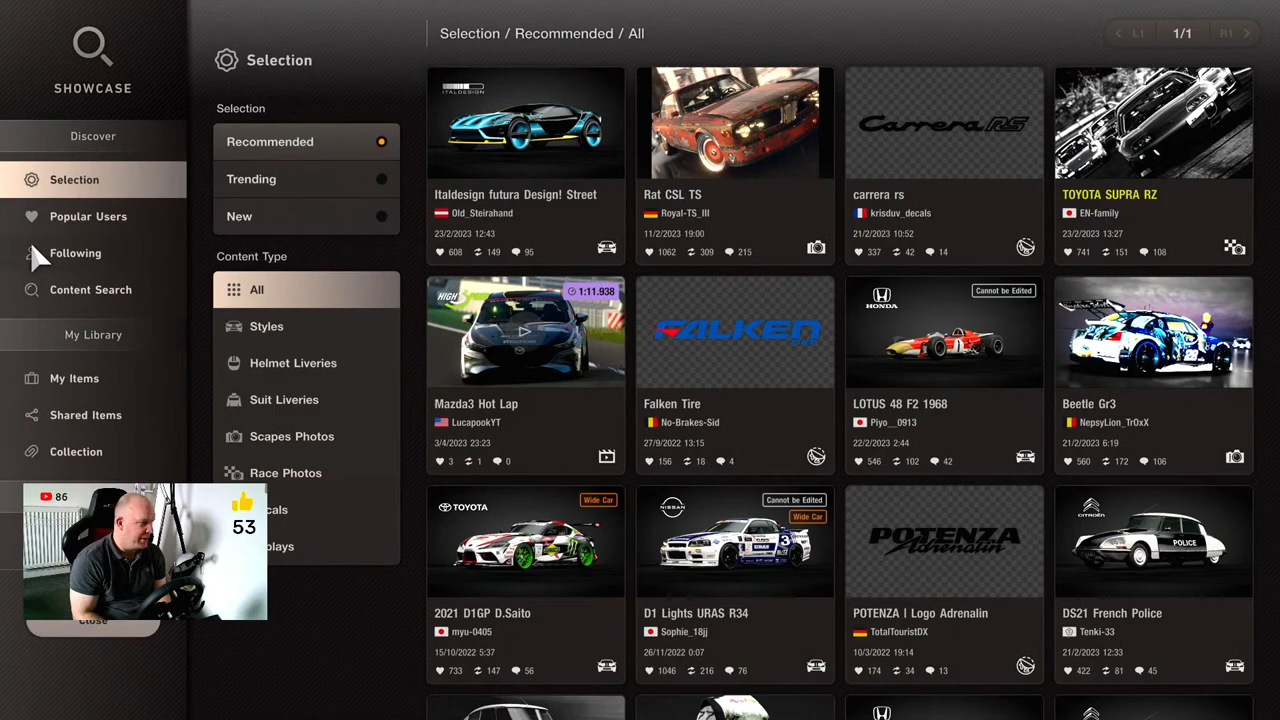 SHOWCASE
Discover
Selection
Popular Users
Following
Content Search
My Library
My Items
Shared Items
Collection
86
53
Close
Selection
Selection
Recommended
Trending
New
Content Type
All
Styles
Helmet Liveries
Suit Liveries
Scapes Photos
Race Photos
Selection / Recommended / All
L1 1/1 R1
ITALDESIGN
Italdesign futura Design! Street
Old_Steirahand
23/2/2023 12:43
608 149 95
Rat CSL TS
Royal-TS_III
11/2/2023 19:00
1062 309 215
Carrera RS
carrera rs
krisduv_decals
21/2/2023 10:52
337 42 14
TOYOTA SUPRA RZ
EN-family
23/2/2023 13:27
741 151 108
1:11.938
Mazda3 Hot Lap
LucapookYT
3/4/2023 23:23
3 1 0
FALKEN
Falken Tire
No-Brakes-Sid
27/9/2022 13:15
156 18 4
HONDA
Cannot be Edited
LOTUS 48 F2 1968
Piyo__0913
22/2/2023 2:44
546 102 42
Beetle Gr3
NepsyLion_TrOxX
21/2/2023 6:19
560 172 106
TOYOTA
Wide Car
2021 D1GP D.Saito
myu-0405
15/10/2022 5:37
733 147 56
NISSAN
Cannot be Edited
Wide Car
D1 Lights URAS R34
Sophie_18jj
26/11/2022 0:07
1046 216 76
POTENZA
Adrenalin
POTENZA | Logo Adrenalin
TotalTouristDX
10/3/2022 19:14
174 34 13
CITROËN
POLICE
DS21 French Police
Tenki-33
21/2/2023 12:33
422 81 45
HONDA